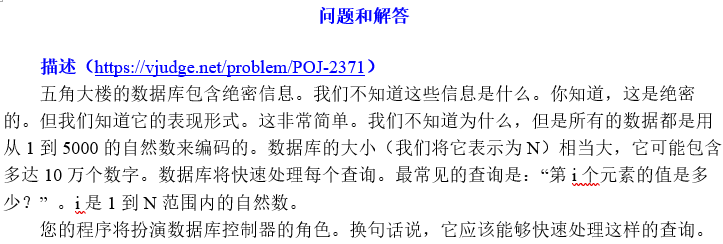 问题和解答
描述（https://vjudge.net/problem/POJ-2371）
五角大楼的数据库包含绝密信息。我们不知道这些信息是什么。你知道，这是绝密
的。但我们知道它的表现形式。这非常简单。我们不知道为什么，但是所有的数据都是用
从 1 到 5000 的自然数来编码的。数据库的大小（我们将它表示为 N）相当大，它可能包含
多达 10 万个数字。数据库将快速处理每个查询。最常见的查询是：“第 i 个元素的值是多
少？” 。i 是 1 到 N 范围内的自然数。
您的程序将扮演数据库控制器的角色。换句话说，它应该能够快速处理这样的查询。